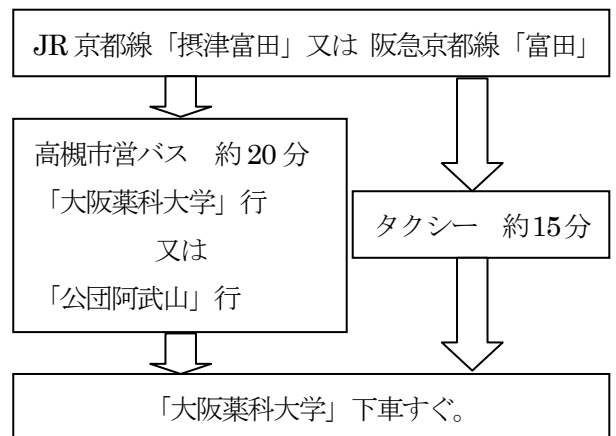 JR京都線「摂津富田」又は 阪急京都線「富田」
高槻市営バス　約20分
「大阪薬科大学」行
又は
「公団阿武山」行
タクシー　約15分
「大阪薬科大学」下車すぐ。